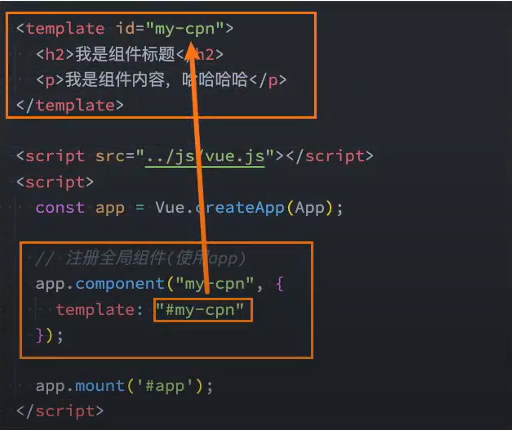 <template id="my-cpn">
<h2>我是组件标题</h2>
<p>我是组件内容，哈哈哈哈</p>
</template>
<script src="../js/vue.js"></script>
<script>
const app = Vue.createApp(App);
// 注册全局组件(使用app)
app.component("my-cpn", {
template: "#my-cpn"
});
app.mount('#app');
</script>